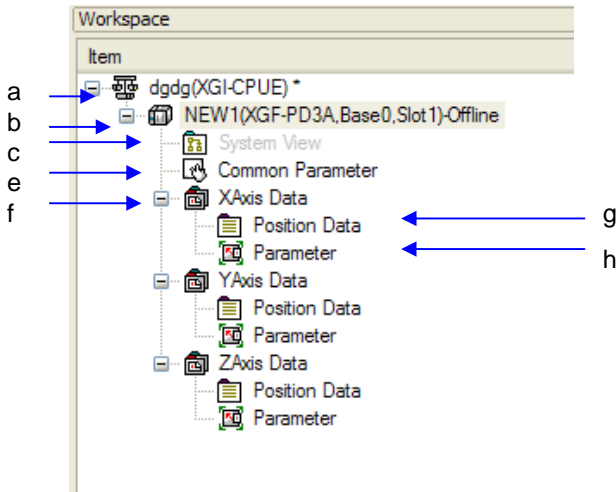 Workspace
Item
a dgdg(XGI-CPUE) *
b NEW1(XGF-PD3A,Base0,Slot1)-Offline
c System View
e Common Parameter
f XAxis Data
Position Data g
Parameter h
YAxis Data
Position Data
Parameter
ZAxis Data
Position Data
Parameter